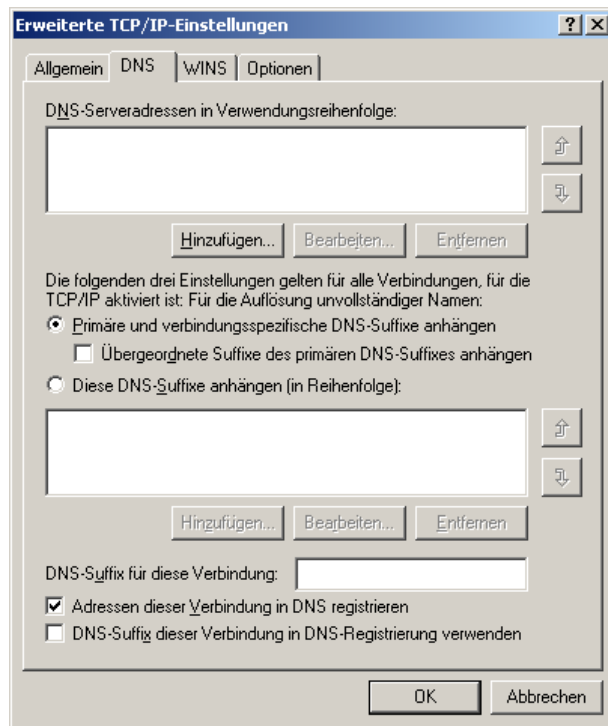 Erweiterte TCP/IP-Einstellungen
Allgemein DNS WINS Optionen
DNS-Serveradressen in Verwendungsreihenfolge:
Hinzufügen... Bearbeiten... Entfernen
Die folgenden drei Einstellungen gelten für alle Verbindungen, für die
TCP/IP aktiviert ist: Für die Auflösung unvollständiger Namen:
Primäre und verbindungsspezifische DNS-Suffixe anhängen
Übergeordnete Suffixe des primären DNS-Suffixes anhängen
Diese DNS-Suffixe anhängen (in Reihenfolge):
Hinzufügen... Bearbeiten... Entfernen
DNS-Suffix für diese Verbindung:
Adressen dieser Verbindung in DNS registrieren
DNS-Suffix dieser Verbindung in DNS-Registrierung verwenden
OK Abbrechen